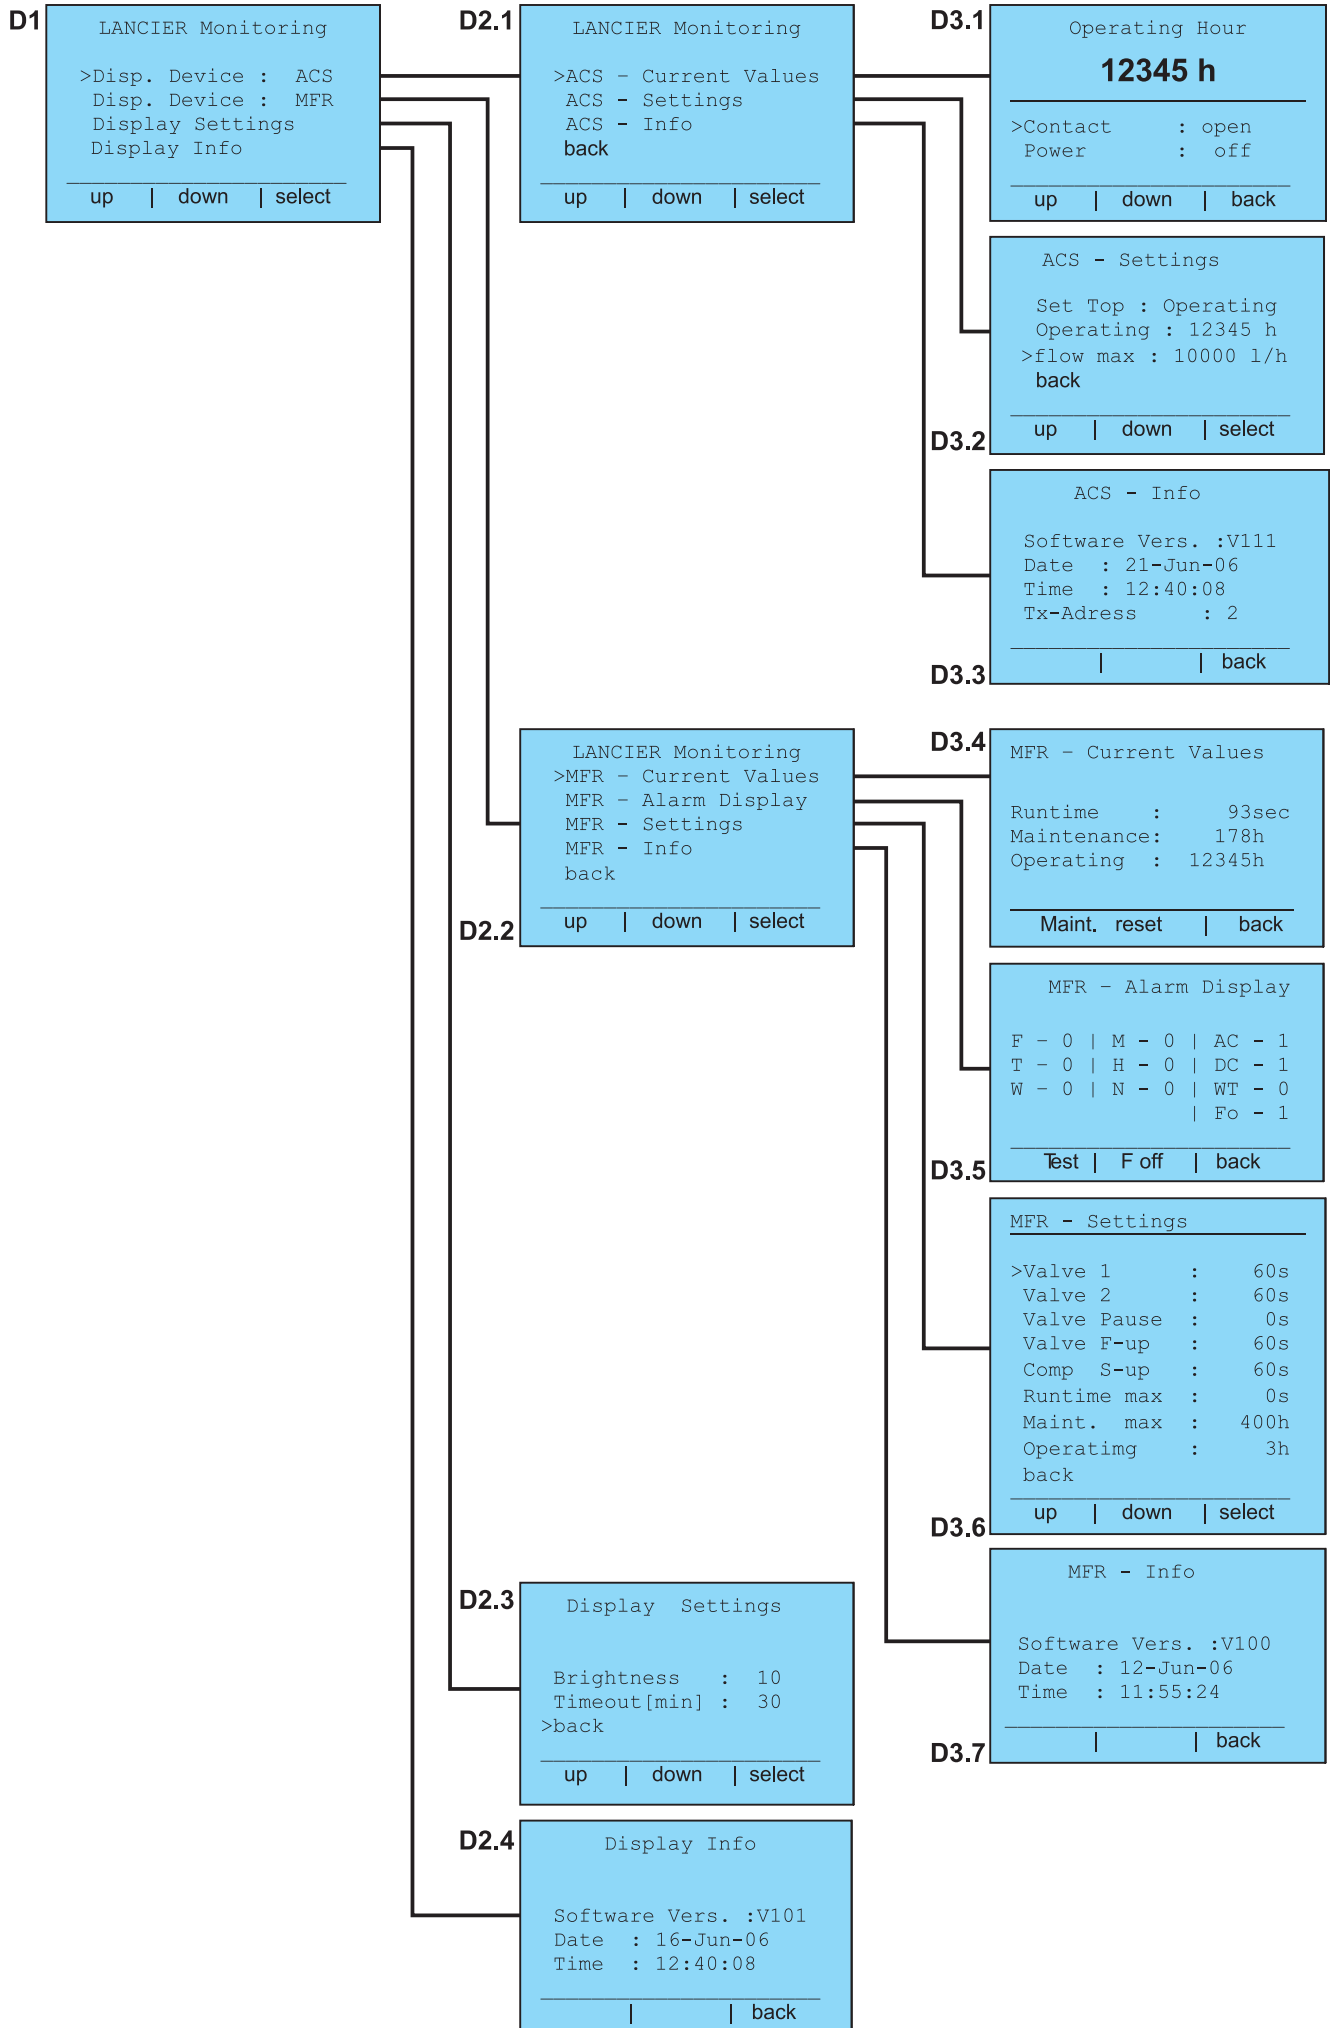 D1
LANCIER Monitoring
>Disp. Device : ACS
Disp. Device : MFR
Display Settings
Display Info
up | down | select
D2.1
LANCIER Monitoring
>ACS - Current Values
ACS - Settings
ACS - Info
back
up | down | select
D3.1
Operating Hour
12345 h
>Contact : open
Power : off
up | down | back
ACS - Settings
Set Top : Operating
Operating : 12345 h
>flow max : 10000 l/h
back
D3.2
up | down | select
ACS - Info
Software Vers. :V111
Date : 21-Jun-06
Time : 12:40:08
Tx-Adress : 2
D3.3
| | back
LANCIER Monitoring
>MFR - Current Values
MFR - Alarm Display
MFR - Settings
MFR - Info
back
D2.2
up | down | select
D3.4
MFR - Current Values
Runtime : 93sec
Maintenance: 178h
Operating : 12345h
Maint. reset | back
MFR - Alarm Display
F - 0 | M - 0 | AC - 1
T - 0 | H - 0 | DC - 1
W - 0 | N - 0 | WT - 0
| Fo - 1
D3.5
Test | F off | back
MFR - Settings
>Valve 1 : 60s
Valve 2 : 60s
Valve Pause : 0s
Valve F-up : 60s
Comp S-up : 60s
Runtime max : 0s
Maint. max : 400h
Operatimg : 3h
back
D3.6
up | down | select
MFR - Info
Software Vers. :V100
Date : 12-Jun-06
Time : 11:55:24
D3.7
| | back
D2.3
Display Settings
Brightness : 10
Timeout[min] : 30
>back
up | down | select
D2.4
Display Info
Software Vers. :V101
Date : 16-Jun-06
Time : 12:40:08
| | back